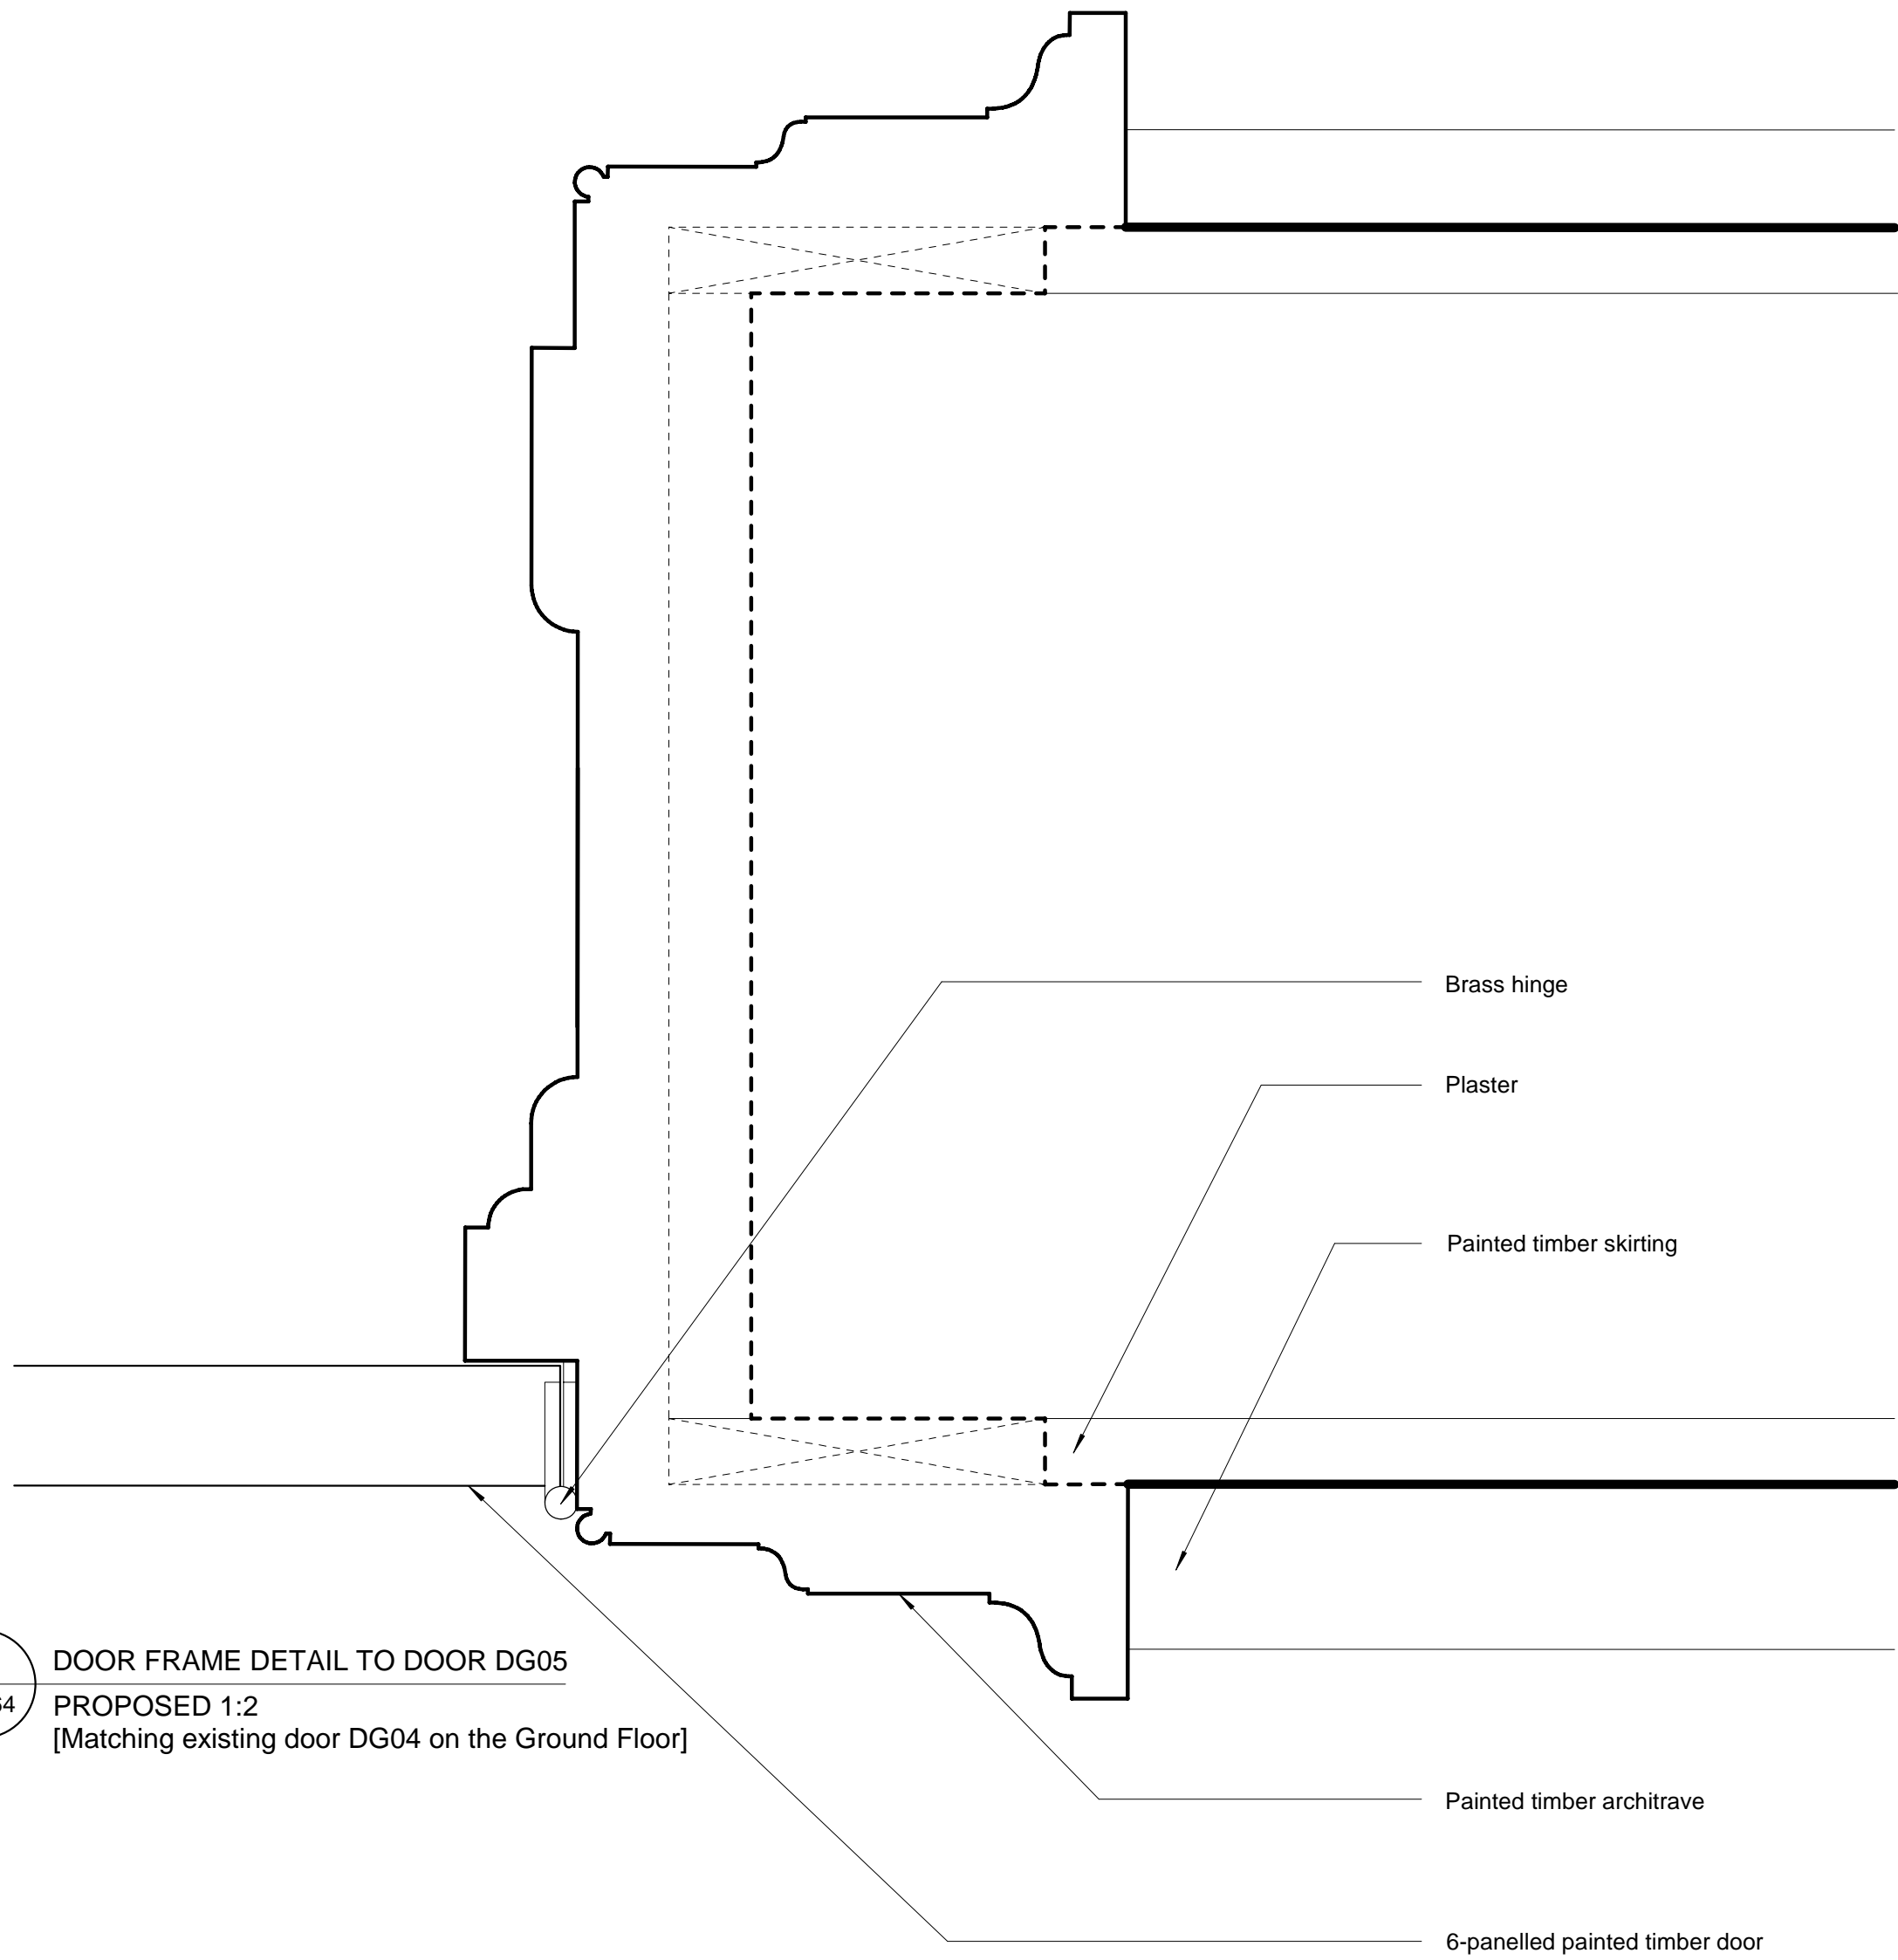 Brass hinge
Plaster
Painted timber skirting
DOOR FRAME DETAIL TO DOOR DG05
PROPOSED 1:2
[Matching existing door DG04 on the Ground Floor]
Painted timber architrave
6-panelled painted timber door